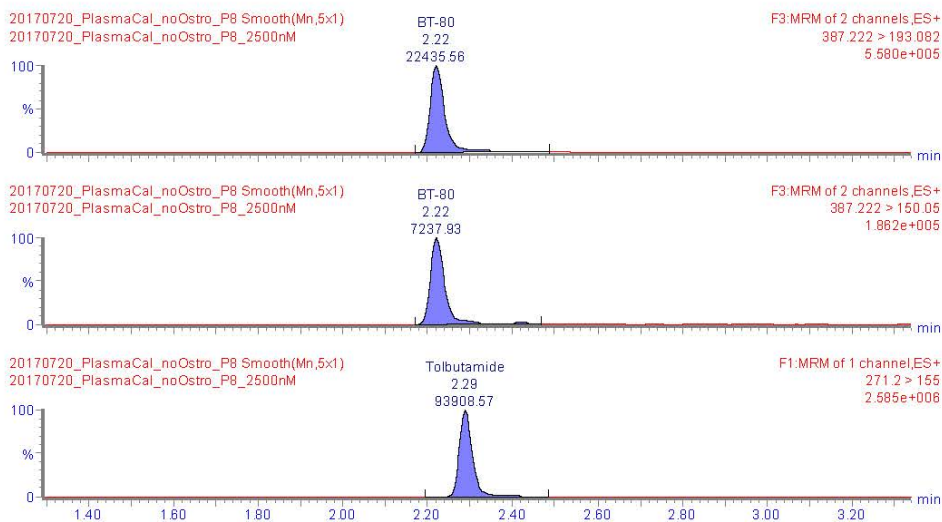 20170720_PlasmaCal_noOstro_P8 Smooth(Mn,5x1)
20170720_PlasmaCal_noOstro_P8_2500nM
BT-80
2.22
22435.56
F3:MRM of 2 channels,ES+
387.222 > 193.082
5.580e+005
100
%
0
min
20170720_PlasmaCal_noOstro_P8 Smooth(Mn,5x1)
20170720_PlasmaCal_noOstro_P8_2500nM
BT-80
2.22
7237.93
F3:MRM of 2 channels,ES+
387.222 > 150.05
1.862e+005
100
%
0
min
20170720_PlasmaCal_noOstro_P8 Smooth(Mn,5x1)
20170720_PlasmaCal_noOstro_P8_2500nM
Tolbutamide
2.29
93908.57
F1:MRM of 1 channel,ES+
271.2 > 155
2.585e+006
100
%
0
min
1.40 1.60 1.80 2.00 2.20 2.40 2.60 2.80 3.00 3.20